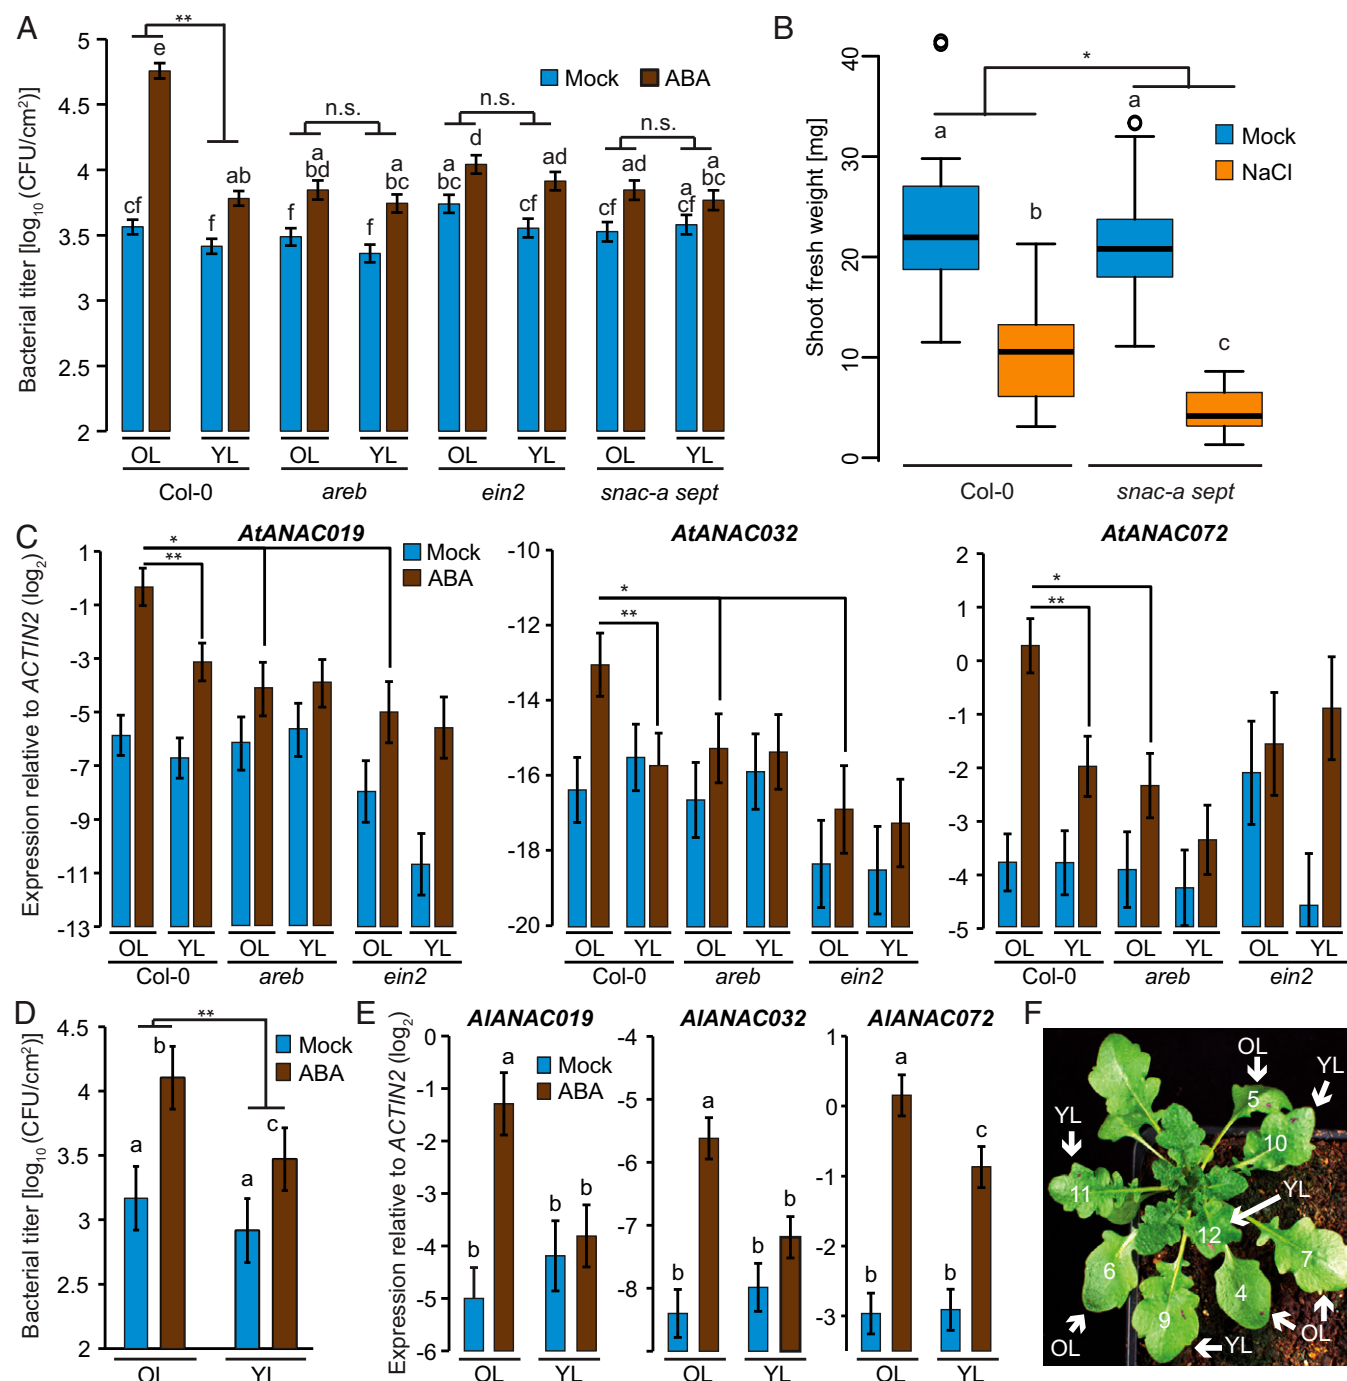 A
**
5
4.5
4
3.5
3
2.5
2
Bacterial titer [log10 (CFU/cm2)]
Mock
ABA
n.s.
n.s.
n.s.
cf
e
f
ab
f
a
bd
f
a
bc
a
bc
d
cf
ad
cf
ad
a
cf
a
bc
OL YL OL YL OL YL OL YL
Col-0 areb ein2 snac-a sept
B
Shoot fresh weight [mg]
40
30
20
10
0
*
a
b
a
c
Mock
NaCl
Col-0 snac-a sept
C
Expression relative to ACTIN2 (log2)
AtANAC019
Mock
ABA
*
**
1
-1
-3
-5
-7
-9
-11
-13
OL YL OL YL OL YL
Col-0 areb ein2
AtANAC032
-10
-12
-14
-16
-18
-20
*
**
OL YL OL YL OL YL
Col-0 areb ein2
AtANAC072
2
1
0
-1
-2
-3
-4
-5
*
**
OL YL OL YL OL YL
Col-0 areb ein2
D
Bacterial titer [log10 (CFU/cm2)]
4.5
4
3.5
3
2.5
2
**
Mock
ABA
a
b
a
c
OL YL
E
Expression relative to ACTIN2 (log2)
AlANAC019
0
-1
-2
-3
-4
-5
-6
Mock
ABA
b
a
b
b
OL YL
AlANAC032
-4
-5
-6
-7
-8
b
a
b
b
OL YL
AlANAC072
1
0
-1
-2
-3
b
a
b
c
OL YL
F
OL
YL
5
10
YL
11
YL
12
6
7
4
9
OL
YL
OL